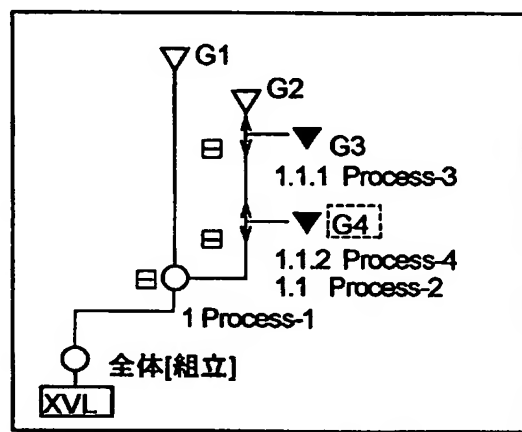 G1
G2
G3
1.1.1 Process-3
G4
1.1.2 Process-4
1.1 Process-2
1 Process-1
全体[組立]
XVL